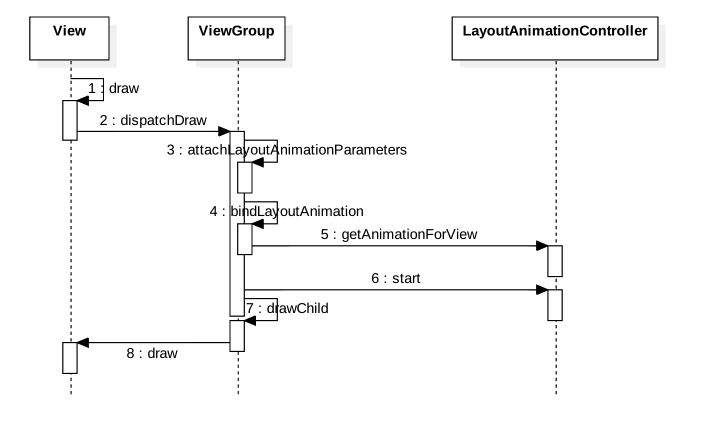 View
ViewGroup
LayoutAnimationController
1 : draw
2 : dispatchDraw
3 : attachLayoutAnimationParameters
4 : bindLayoutAnimation
5 : getAnimationForView
6 : start
7 : drawChild
8 : draw